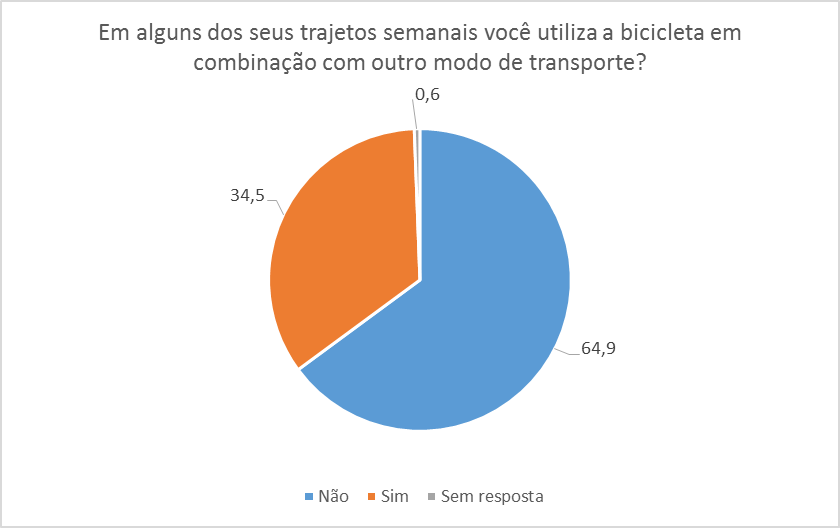 Em alguns dos seus trajetos semanais você utiliza a bicicleta em
combinação com outro modo de transporte?
0,6
34,5
64,9
Não Sim Sem resposta